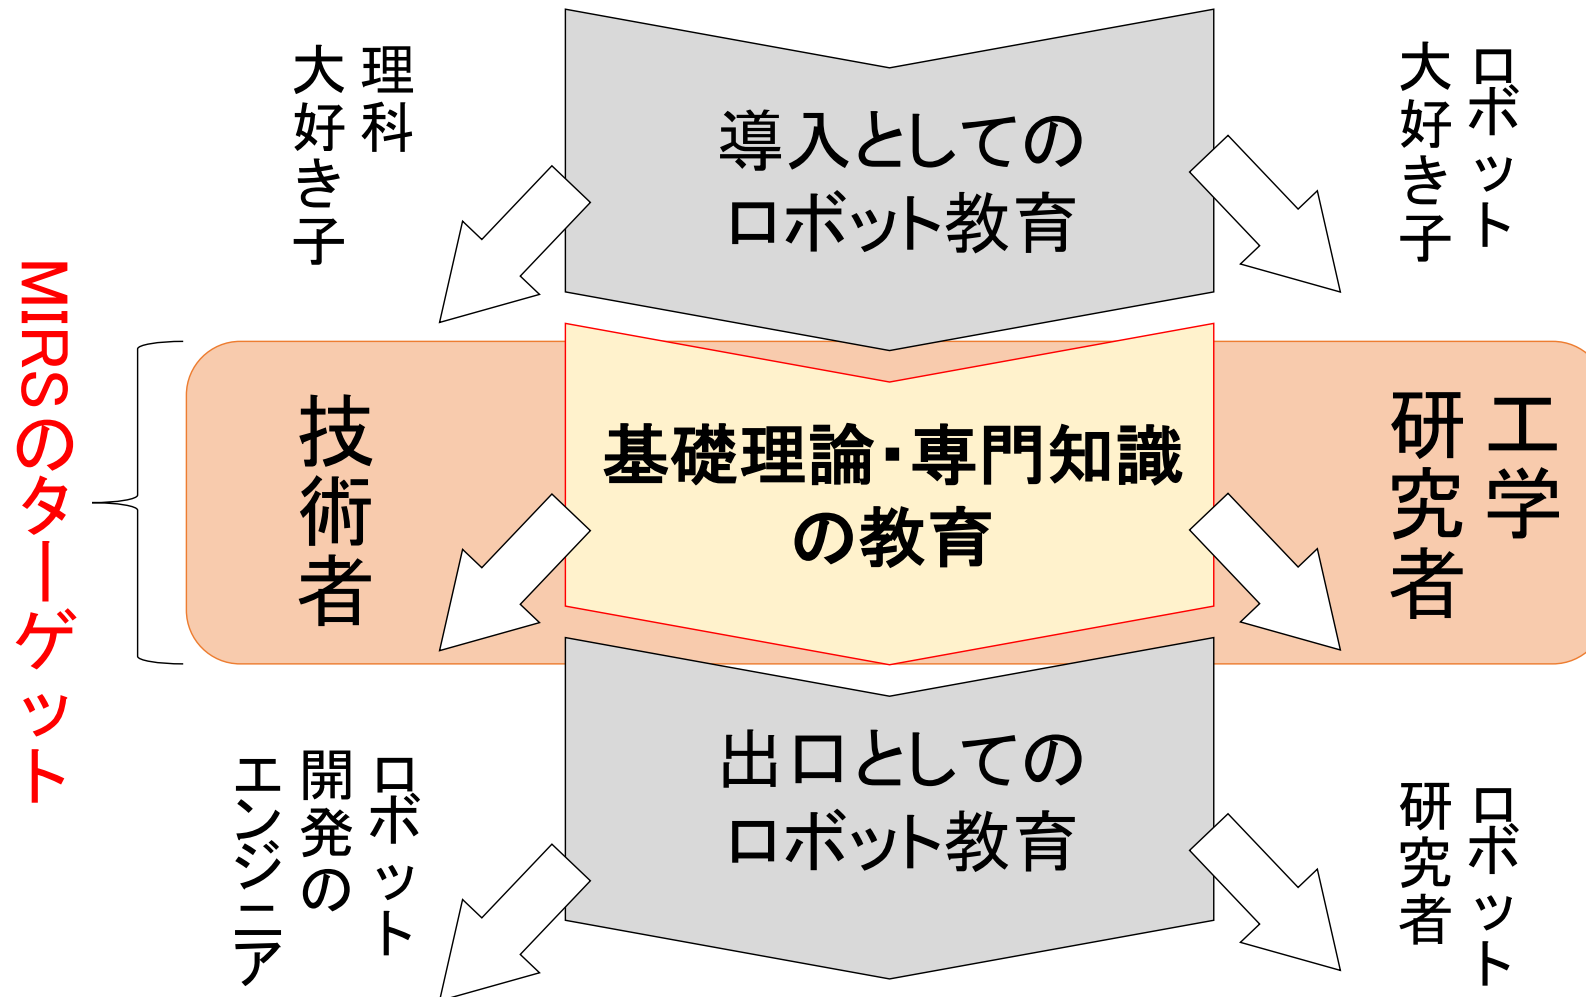 理科
大好き子
導入としての
ロボット教育
ロボット
大好き子
MIRSのターゲット
技術者
基礎理論・専門知識
の教育
工学
研究者
ロボット
開発の
エンジニア
出口としての
ロボット教育
ロボット
研究者